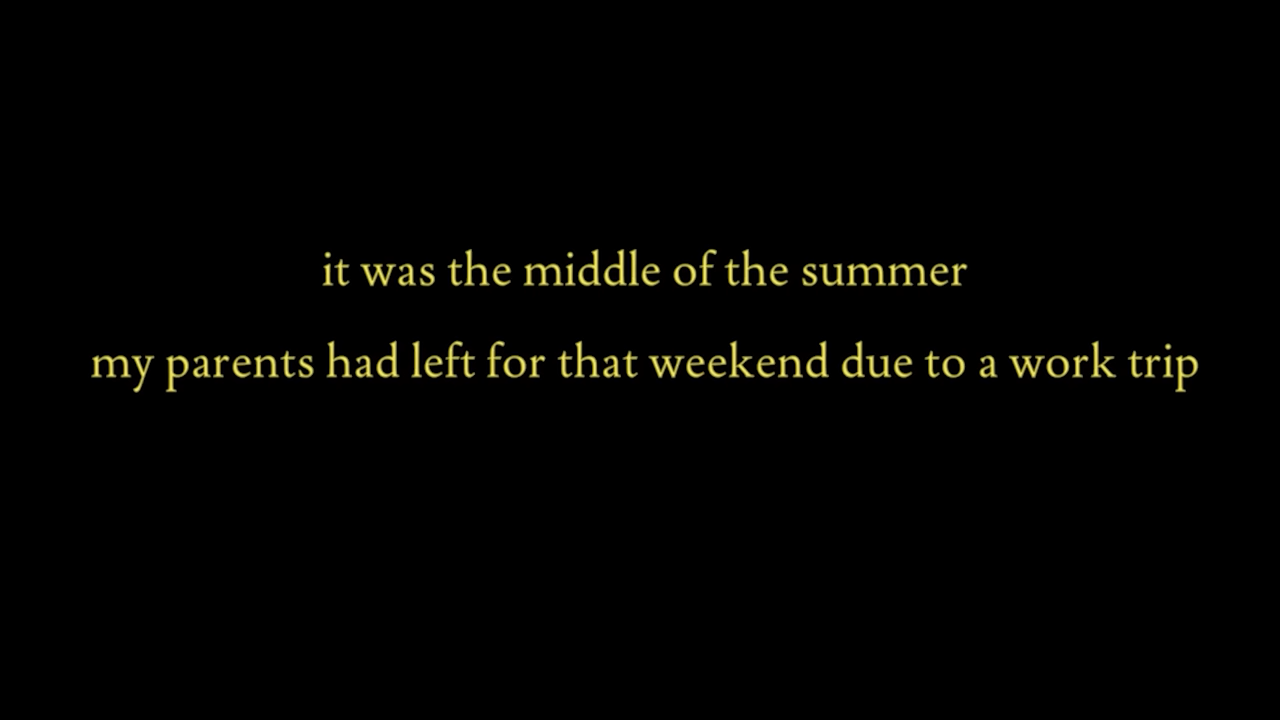 it was the middle of the summer
my parents had left for that weekend due to a work trip